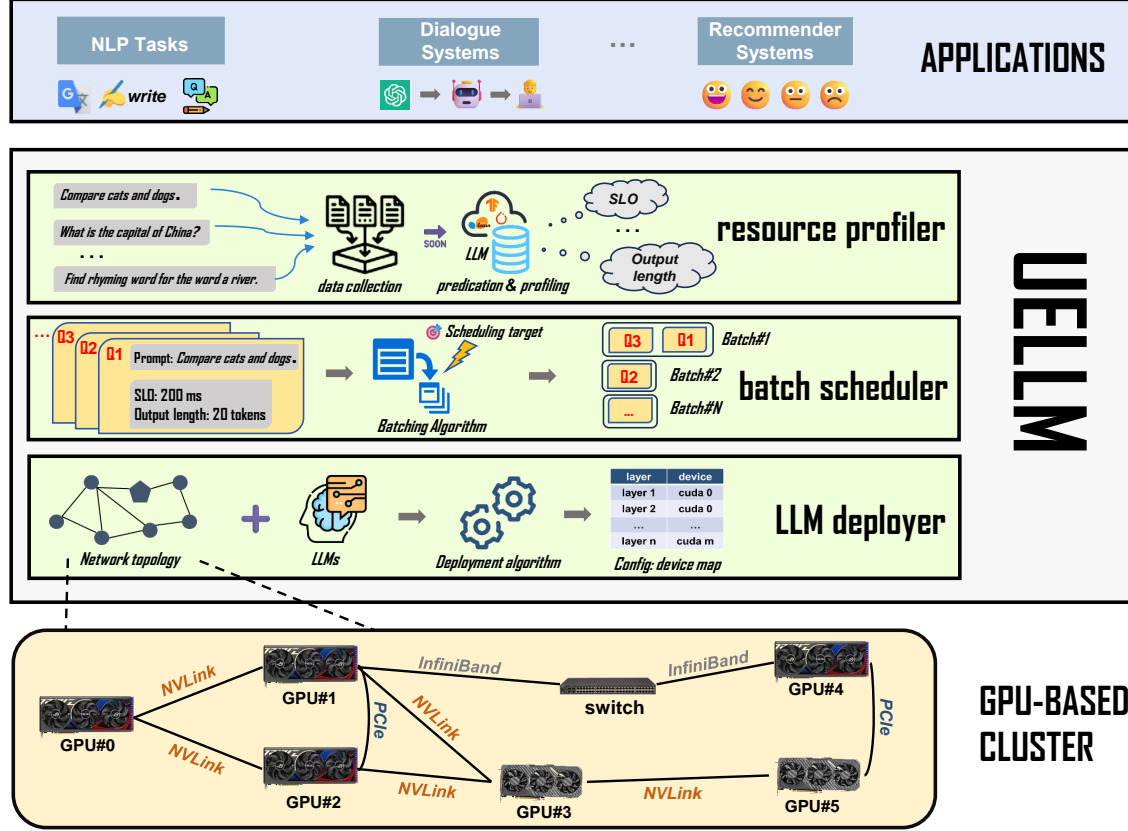 NLP Tasks
Dialogue
Systems
...
Recommender
Systems
APPLICATIONS
write
Q
A
G
Compare cats and dogs.
What is the capital of China?
...
Find rhyming word for the word a river.
data collection
SOON
LLM
predication & profiling
SLO
...
Output
length
resource profiler
... Q3
Q2
Q1
Prompt: Compare cats and dogs.
SLO: 200 ms
Output length: 20 tokens
Scheduling target
Batching Algorithm
Q3 Q1 Batch#1
Q2 Batch#2
... Batch#N
batch scheduler
Network topology
LLMs
Deployment algorithm
layer device
layer 1 cuda 0
layer 2 cuda 0
... ...
layer n cuda m
Config: device map
LLM deployer
UELLM
GPU#0
NVLink
NVLink
GPU#1
GPU#2
PCIe
InfiniBand
switch
InfiniBand
NVLink
NVLink
GPU#3
NVLink
GPU#4
PCIe
GPU#5
GPU-BASED
CLUSTER